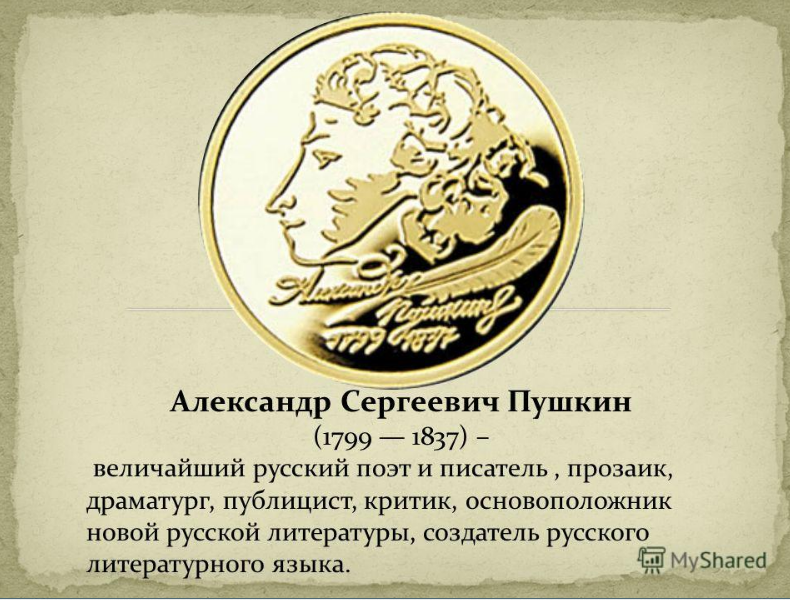 Александр
Пушкин
1799 1837
Александр Сергеевич Пушкин
(1799 — 1837) –
величайший русский поэт и писатель , прозаик,
драматург, публицист, критик, основоположник
новой русской литературы, создатель русского
литературного языка.
MyShared